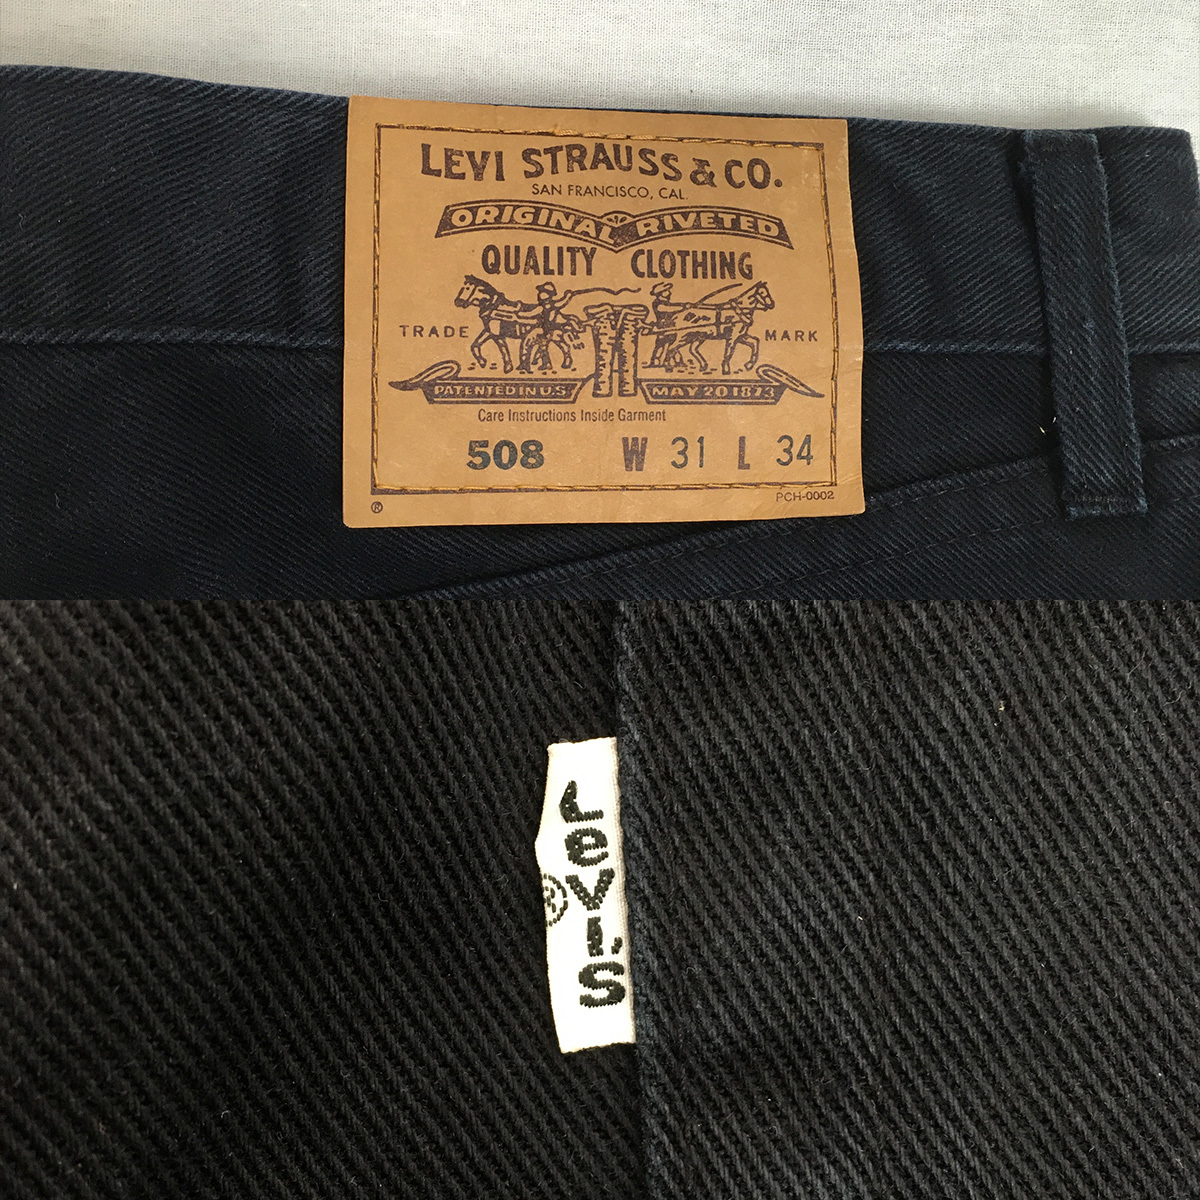 LEVI STRAUSS & CO.
SAN FRANCISCO, CAL.
ORIGINAL RIVETED
QUALITY CLOTHING
TRADE MARK
PATENTED IN U.S. MAY 20 1873
Care Instructions Inside Garment
508 W 31 L 34
PCH-0002
®
LeVI'S
®